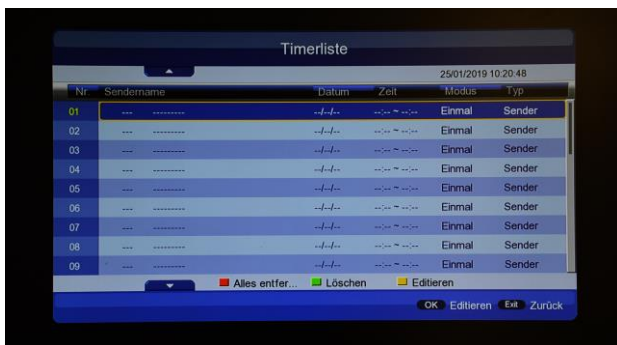 Timerliste
25/01/2019 10:20:48
Nr. Sendername Datum Zeit Modus Typ
01 --- --------- --/--/-- --:-- ~ --:-- Einmal Sender
02 --- --------- --/--/-- --:-- ~ --:-- Einmal Sender
03 --- --------- --/--/-- --:-- ~ --:-- Einmal Sender
04 --- --------- --/--/-- --:-- ~ --:-- Einmal Sender
05 --- --------- --/--/-- --:-- ~ --:-- Einmal Sender
06 --- --------- --/--/-- --:-- ~ --:-- Einmal Sender
07 --- --------- --/--/-- --:-- ~ --:-- Einmal Sender
08 --- --------- --/--/-- --:-- ~ --:-- Einmal Sender
09 --- --------- --/--/-- --:-- ~ --:-- Einmal Sender
Alles entfer... Löschen Editieren
OK Editieren Exit Zurück